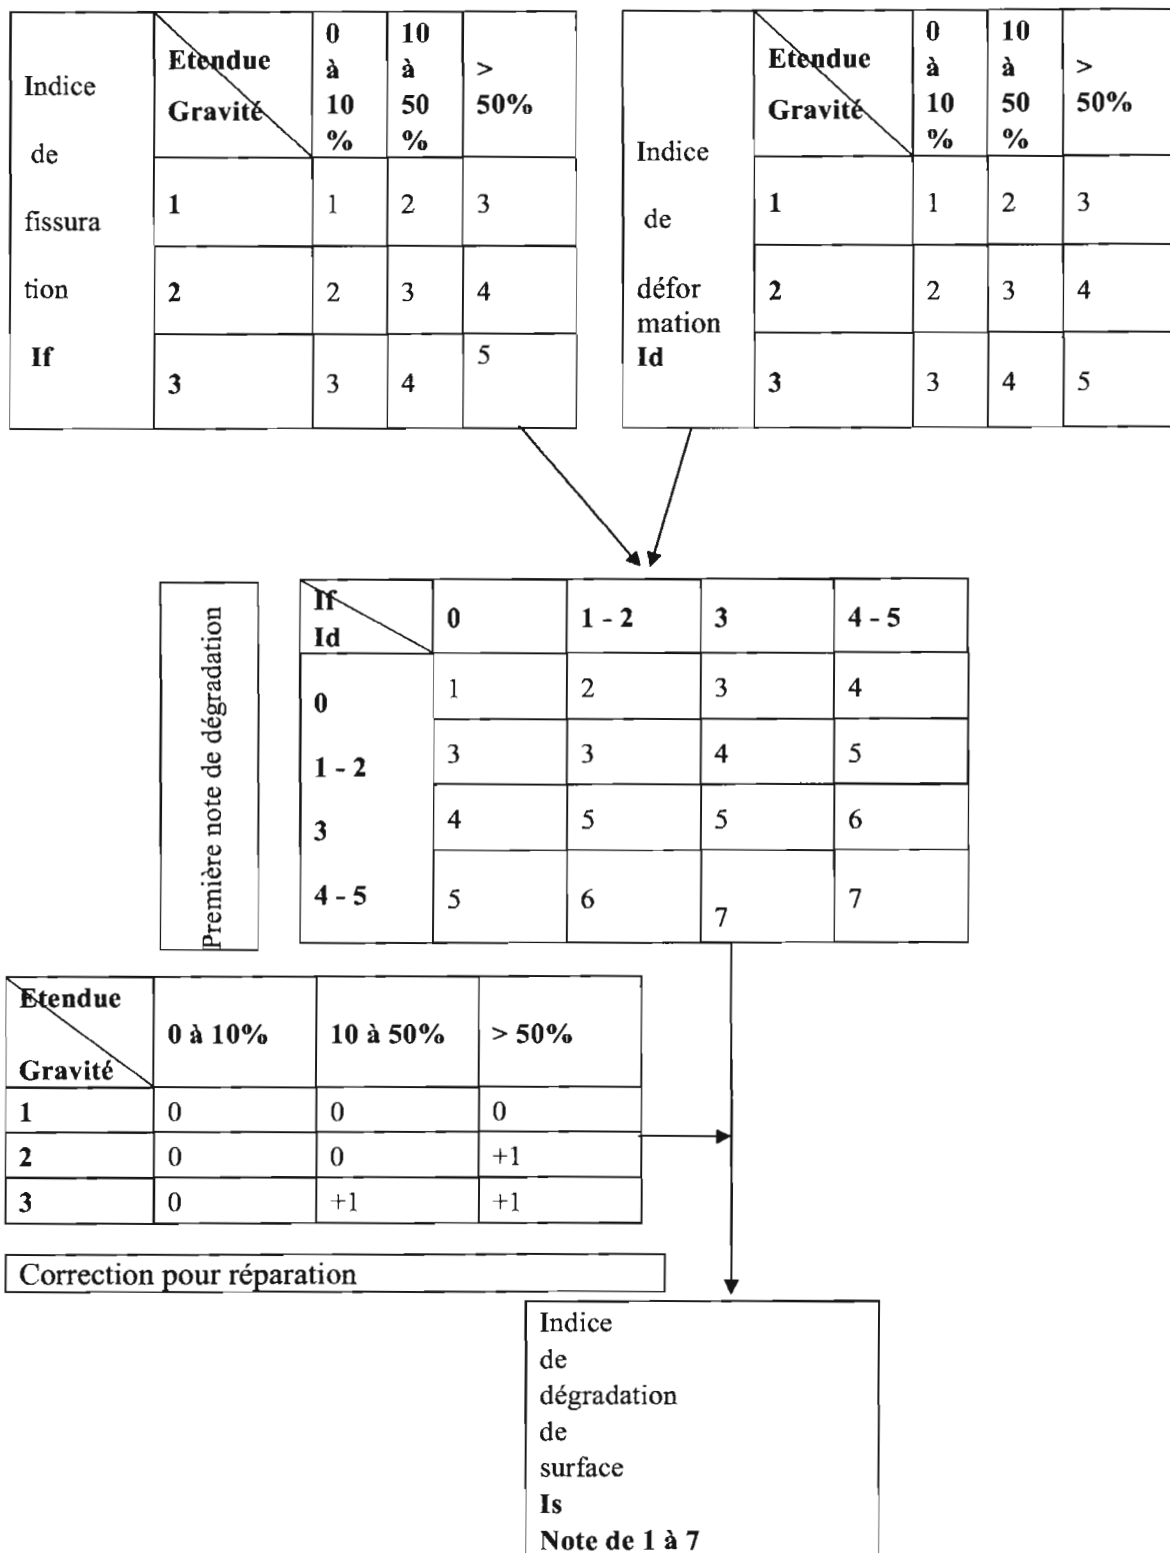 Indice
de
fissura
tion
If
Etendue
Gravité
0
à
10
%
10
à
50
%
>
50%
1
1
2
3
2
2
3
4
3
3
4
5
Indice
de
défor
mation
Id
Etendue
Gravité
0
à
10
%
10
à
50
%
>
50%
1
1
2
3
2
2
3
4
3
3
4
5
Première note de dégradation
If
Id
0
1 - 2
3
4 - 5
0
1
2
3
4
1 - 2
3
3
4
5
3
4
5
5
6
4 - 5
5
6
7
7
Etendue
Gravité
0 à 10%
10 à 50%
> 50%
1
0
0
0
2
0
0
+1
3
0
+1
+1
Correction pour réparation
Indice
de
dégradation
de
surface
Is
Note de 1 à 7